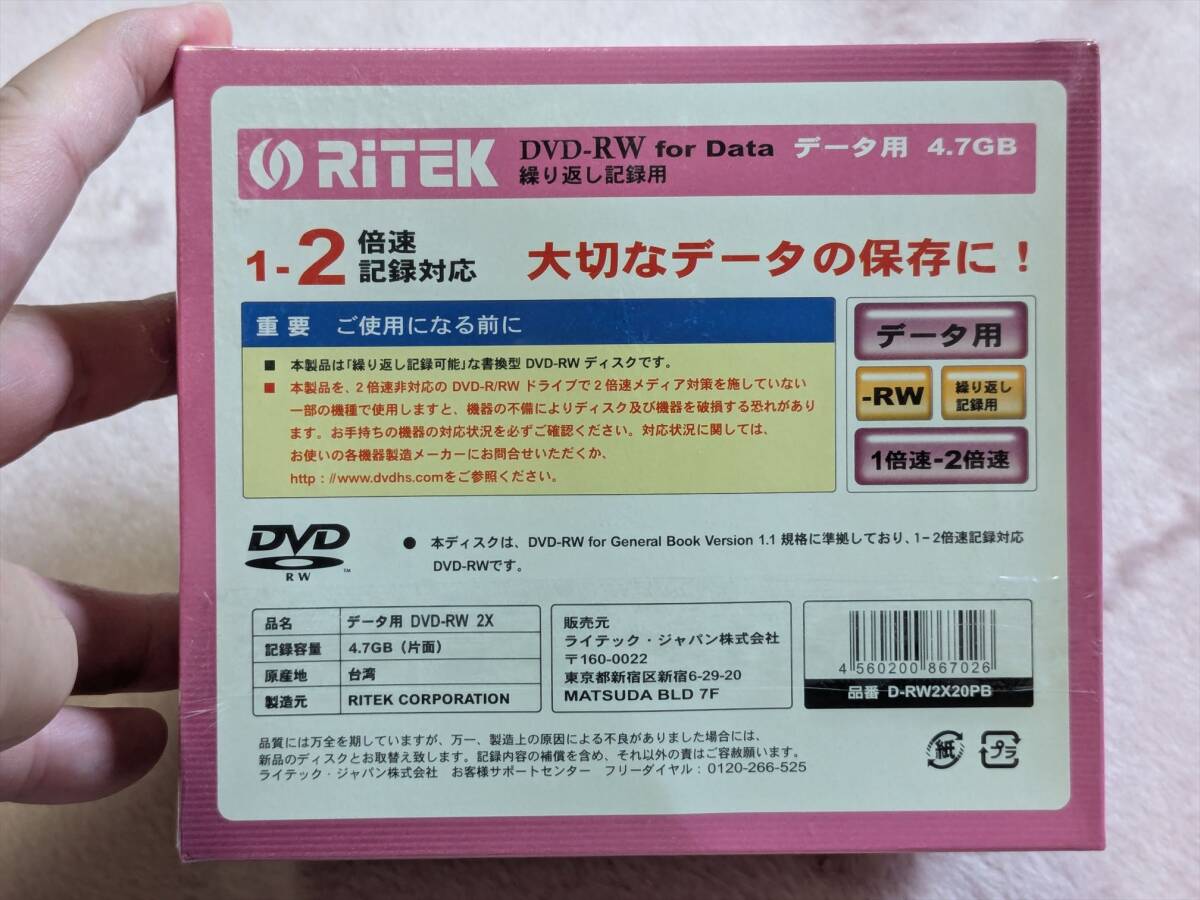 RiTEK DVD-RW for Data データ用 4.7GB
繰り返し記録用
1-2倍速
記録対応
大切なデータの保存に！
重要 ご使用になる前に
■ 本製品は「繰り返し記録可能」な書換型 DVD-RW ディスクです。
■ 本製品を、2倍速非対応の DVD-R/RW ドライブで2倍速メディア対策を施していない
一部の機種で使用しますと、機器の不備によりディスク及び機器を破損する恐れがあり
ます。お手持ちの機器の対応状況を必ずご確認ください。対応状況に関しては、
お使いの各機器製造メーカーにお問合せいただくか、
http：//www.dvdhs.comをご参照ください。
データ用
-RW
繰り返し
記録用
1倍速-2倍速
DVD
RW
TM
● 本ディスクは、DVD-RW for General Book Version 1.1 規格に準拠しており、1-2倍速記録対応
DVD-RWです。
品名 データ用 DVD-RW 2X
記録容量 4.7GB（片面）
原産地 台湾
製造元 RITEK CORPORATION
販売元
ライテック・ジャパン株式会社
〒160-0022
東京都新宿区新宿6-29-20
MATSUDA BLD 7F
4 560200 867026
品番 D-RW2X20PB
品質には万全を期していますが、万一、製造上の原因による不良がありました場合には、
新品のディスクとお取替え致します。記録内容の補償を含め、それ以外の責はご容赦願います。
ライテック・ジャパン株式会社 お客様サポートセンター フリーダイヤル：0120-266-525
紙
プラ